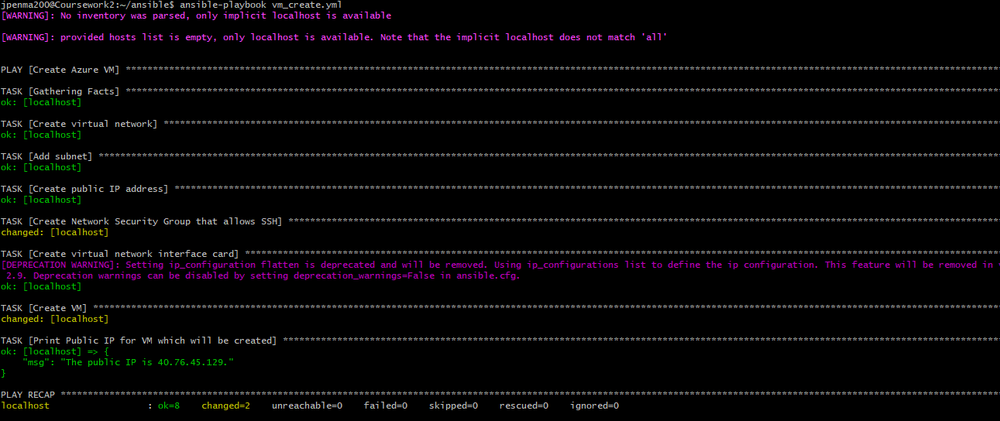 jpenma200@Coursework2:~/ansible$ ansible-playbook vm_create.yml
[WARNING]: No inventory was parsed, only implicit localhost is available
[WARNING]: provided hosts list is empty, only localhost is available. Note that the implicit localhost does not match 'all'
PLAY [Create Azure VM] ****************************************************************
TASK [Gathering Facts] ****************************************************************
ok: [localhost]
TASK [Create virtual network] ****************************************************************
ok: [localhost]
TASK [Add subnet] ****************************************************************
ok: [localhost]
TASK [Create public IP address] ****************************************************************
ok: [localhost]
TASK [Create Network Security Group that allows SSH] ****************************************************************
changed: [localhost]
TASK [Create virtual network interface card] ****************************************************************
[DEPRECATION WARNING]: Setting ip_configuration flatten is deprecated and will be removed. Using ip_configurations list to define the ip configuration. This feature will be removed in
2.9. Deprecation warnings can be disabled by setting deprecation_warnings=False in ansible.cfg.
ok: [localhost]
TASK [Create VM] ****************************************************************
changed: [localhost]
TASK [Print Public IP for VM which will be created] ****************************************************************
ok: [localhost] => {
    "msg": "The public IP is 40.76.45.129."
}
PLAY RECAP ****************************************************************
localhost                  : ok=8    changed=2    unreachable=0    failed=0    skipped=0    rescued=0    ignored=0